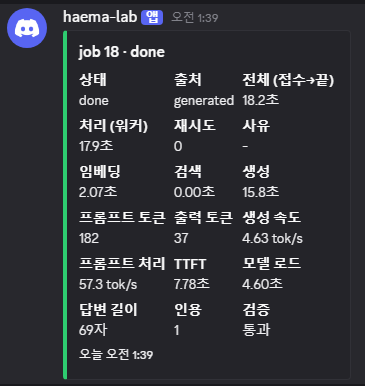 haema-lab 앱 오전 1:39
job 18 · done
상태 출처 전체 (접수→끝)
done generated 18.2초
처리 (워커) 재시도 사유
17.9초 0 -
임베딩 검색 생성
2.07초 0.00초 15.8초
프롬프트 토큰 출력 토큰 생성 속도
182 37 4.63 tok/s
프롬프트 처리 TTFT 모델 로드
57.3 tok/s 7.78초 4.60초
답변 길이 인용 검증
69자 1 통과
오늘 오전 1:39